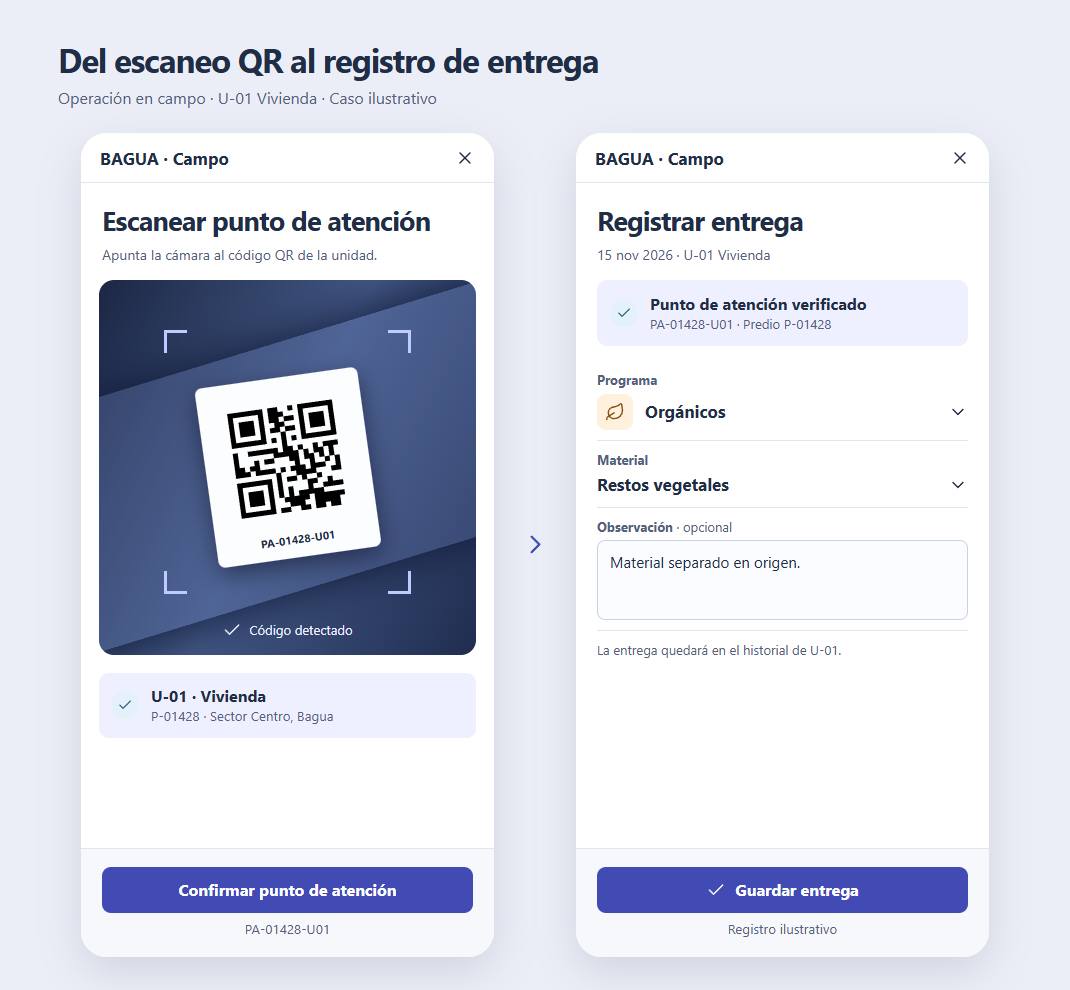 Del escaneo QR al registro de entrega
Operación en campo · U-01 Vivienda · Caso ilustrativo
BAGUA · Campo
Escanear punto de atención
Apunta la cámara al código QR de la unidad.
PA-01428-U01
Código detectado
U-01 · Vivienda
P-01428 · Sector Centro, Bagua
Confirmar punto de atención
PA-01428-U01
BAGUA · Campo
Registrar entrega
15 nov 2026 · U-01 Vivienda
Punto de atención verificado
PA-01428-U01 · Predio P-01428
Programa
Orgánicos
Material
Restos vegetales
Observación · opcional
Material separado en origen.
La entrega quedará en el historial de U-01.
Guardar entrega
Registro ilustrativo